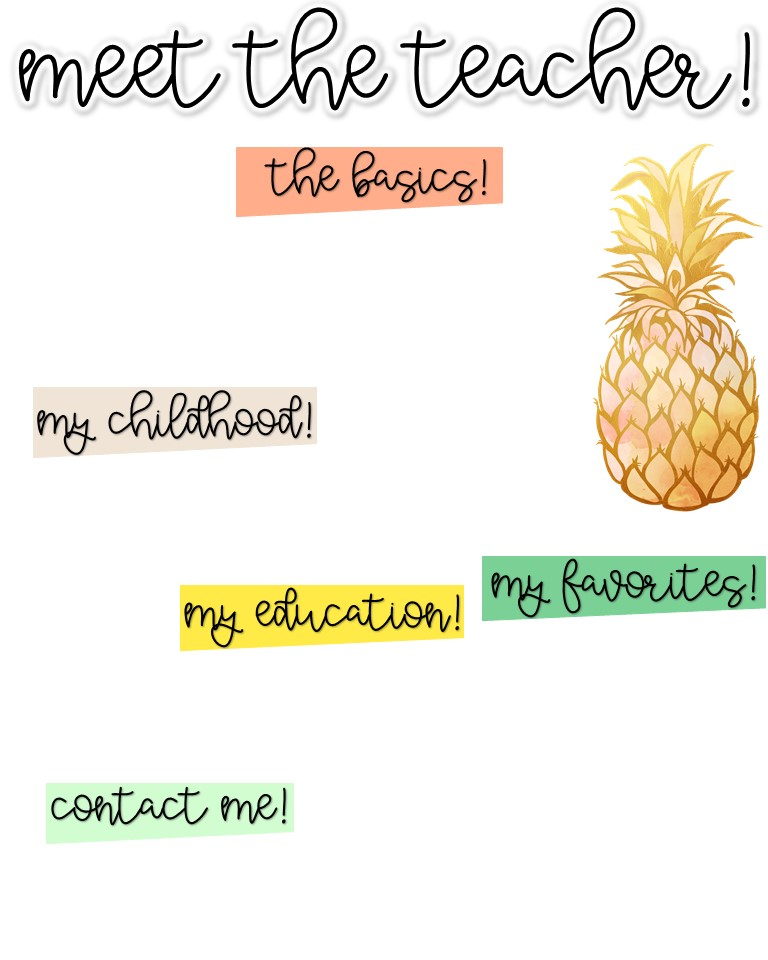 meet the teacher!
the basics!
my childhood!
my favorites!
my education!
contact me!